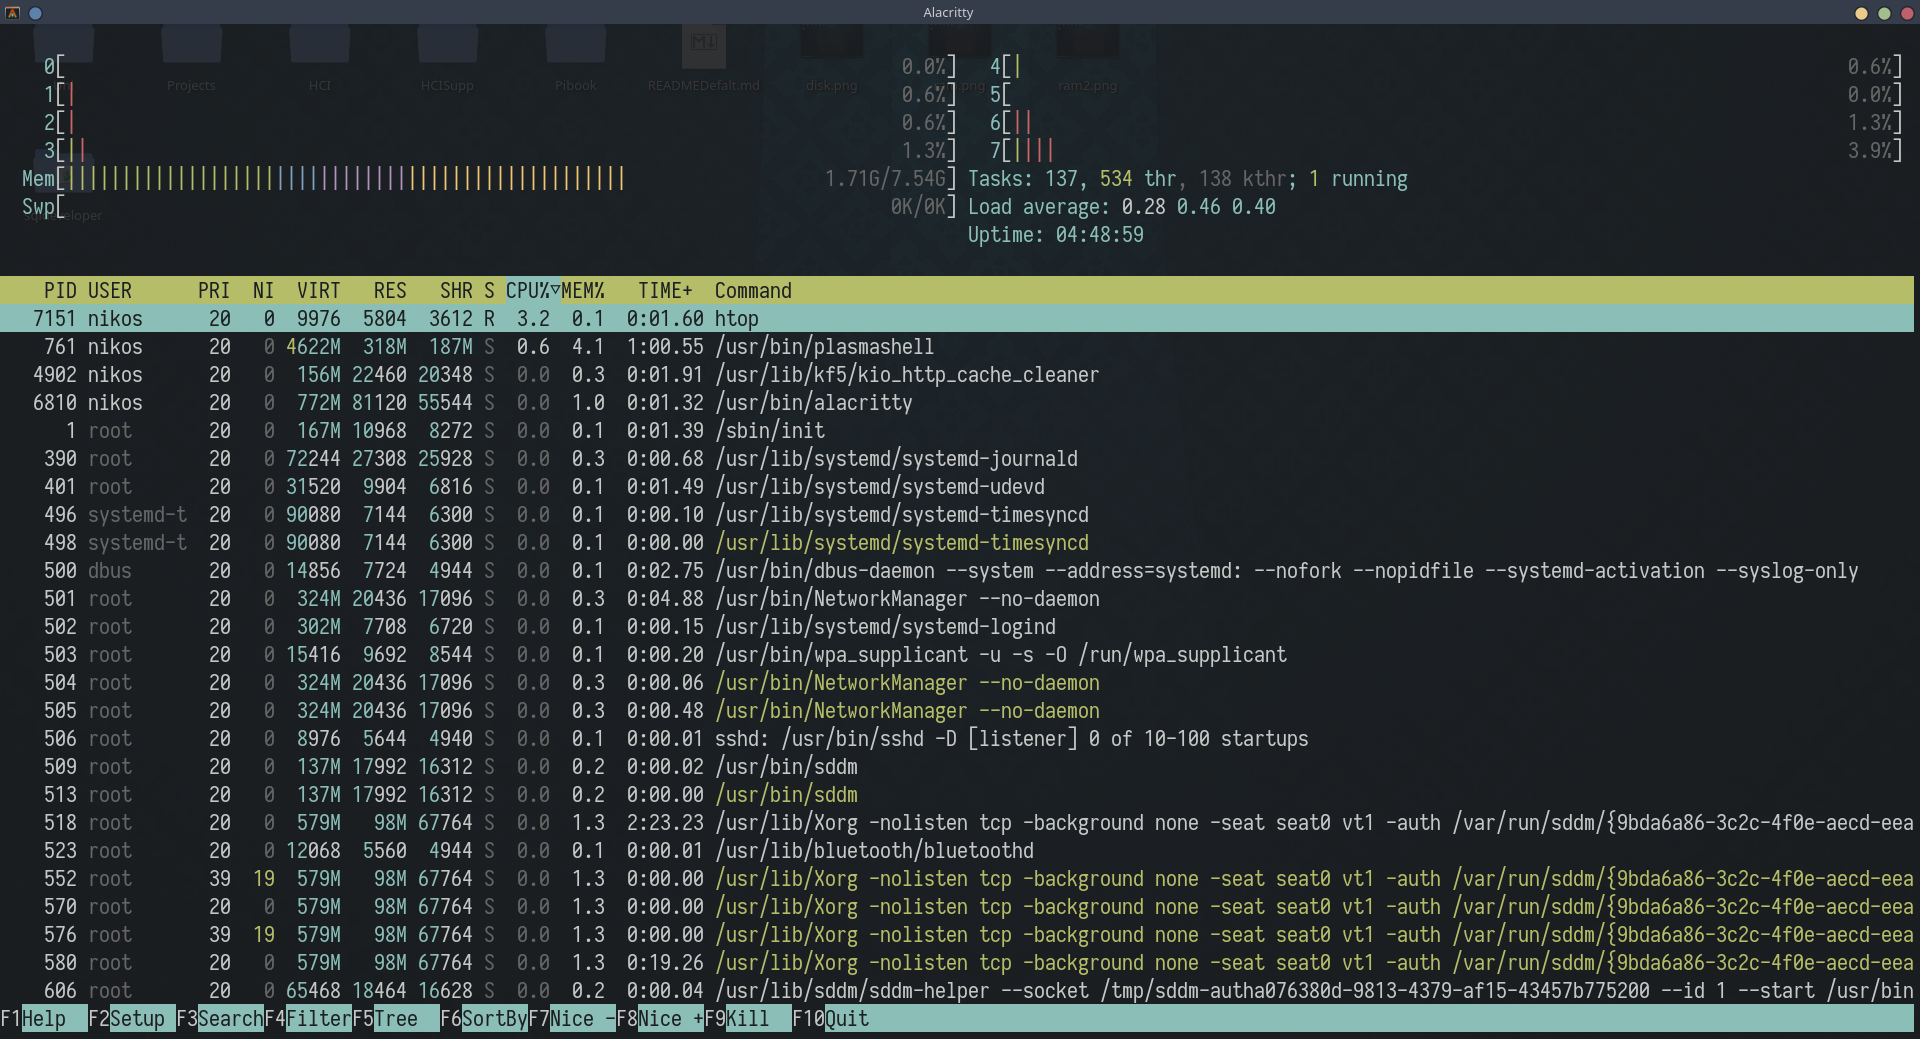 Alacritty
Projects HCI HCISupp Pibook READMEDefalt.md disk.png ram2.png
0[ 0.0%] 4[| 0.6%]
1[| 0.6%] 5[ 0.0%]
2[| 0.6%] 6[|| 1.3%]
3[|| 1.3%] 7[|||| 3.9%]
Mem[||||||||||||||||||||||||||||||||||||||||||||||||||| 1.71G/7.54G] Tasks: 137, 534 thr, 138 kthr; 1 running
Swp[ 0K/0K] Load average: 0.28 0.46 0.40
Uptime: 04:48:59
PID USER PRI NI VIRT RES SHR S CPU%▽MEM% TIME+ Command
7151 nikos 20 0 9976 5804 3612 R 3.2 0.1 0:01.60 htop
761 nikos 20 0 4622M 318M 187M S 0.6 4.1 1:00.55 /usr/bin/plasmashell
4902 nikos 20 0 156M 22460 20348 S 0.0 0.3 0:01.91 /usr/lib/kf5/kio_http_cache_cleaner
6810 nikos 20 0 772M 81120 55544 S 0.0 1.0 0:01.32 /usr/bin/alacritty
1 root 20 0 167M 10968 8272 S 0.0 0.1 0:01.39 /sbin/init
390 root 20 0 72244 27308 25928 S 0.0 0.3 0:00.68 /usr/lib/systemd/systemd-journald
401 root 20 0 31520 9904 6816 S 0.0 0.1 0:01.49 /usr/lib/systemd/systemd-udevd
496 systemd-t 20 0 90080 7144 6300 S 0.0 0.1 0:00.10 /usr/lib/systemd/systemd-timesyncd
498 systemd-t 20 0 90080 7144 6300 S 0.0 0.1 0:00.00 /usr/lib/systemd/systemd-timesyncd
500 dbus 20 0 14856 7724 4944 S 0.0 0.1 0:02.75 /usr/bin/dbus-daemon --system --address=systemd: --nofork --nopidfile --systemd-activation --syslog-only
501 root 20 0 324M 20436 17096 S 0.0 0.3 0:04.88 /usr/bin/NetworkManager --no-daemon
502 root 20 0 302M 7708 6720 S 0.0 0.1 0:00.15 /usr/lib/systemd/systemd-logind
503 root 20 0 15416 9692 8544 S 0.0 0.1 0:00.20 /usr/bin/wpa_supplicant -u -s -O /run/wpa_supplicant
504 root 20 0 324M 20436 17096 S 0.0 0.3 0:00.06 /usr/bin/NetworkManager --no-daemon
505 root 20 0 324M 20436 17096 S 0.0 0.3 0:00.48 /usr/bin/NetworkManager --no-daemon
506 root 20 0 8976 5644 4940 S 0.0 0.1 0:00.01 sshd: /usr/bin/sshd -D [listener] 0 of 10-100 startups
509 root 20 0 137M 17992 16312 S 0.0 0.2 0:00.02 /usr/bin/sddm
513 root 20 0 137M 17992 16312 S 0.0 0.2 0:00.00 /usr/bin/sddm
518 root 20 0 579M 98M 67764 S 0.0 1.3 2:23.23 /usr/lib/Xorg -nolisten tcp -background none -seat seat0 vt1 -auth /var/run/sddm/{9bda6a86-3c2c-4f0e-aecd-eea
523 root 20 0 12068 5560 4944 S 0.0 0.1 0:00.01 /usr/lib/bluetooth/bluetoothd
552 root 39 19 579M 98M 67764 S 0.0 1.3 0:00.00 /usr/lib/Xorg -nolisten tcp -background none -seat seat0 vt1 -auth /var/run/sddm/{9bda6a86-3c2c-4f0e-aecd-eea
570 root 20 0 579M 98M 67764 S 0.0 1.3 0:00.00 /usr/lib/Xorg -nolisten tcp -background none -seat seat0 vt1 -auth /var/run/sddm/{9bda6a86-3c2c-4f0e-aecd-eea
576 root 39 19 579M 98M 67764 S 0.0 1.3 0:00.00 /usr/lib/Xorg -nolisten tcp -background none -seat seat0 vt1 -auth /var/run/sddm/{9bda6a86-3c2c-4f0e-aecd-eea
580 root 20 0 579M 98M 67764 S 0.0 1.3 0:19.26 /usr/lib/Xorg -nolisten tcp -background none -seat seat0 vt1 -auth /var/run/sddm/{9bda6a86-3c2c-4f0e-aecd-eea
606 root 20 0 65468 18464 16628 S 0.0 0.2 0:00.04 /usr/lib/sddm/sddm-helper --socket /tmp/sddm-autha076380d-9813-4379-af15-43457b775200 --id 1 --start /usr/bin
F1Help F2Setup F3SearchF4FilterF5Tree F6SortByF7Nice -F8Nice +F9Kill F10Quit